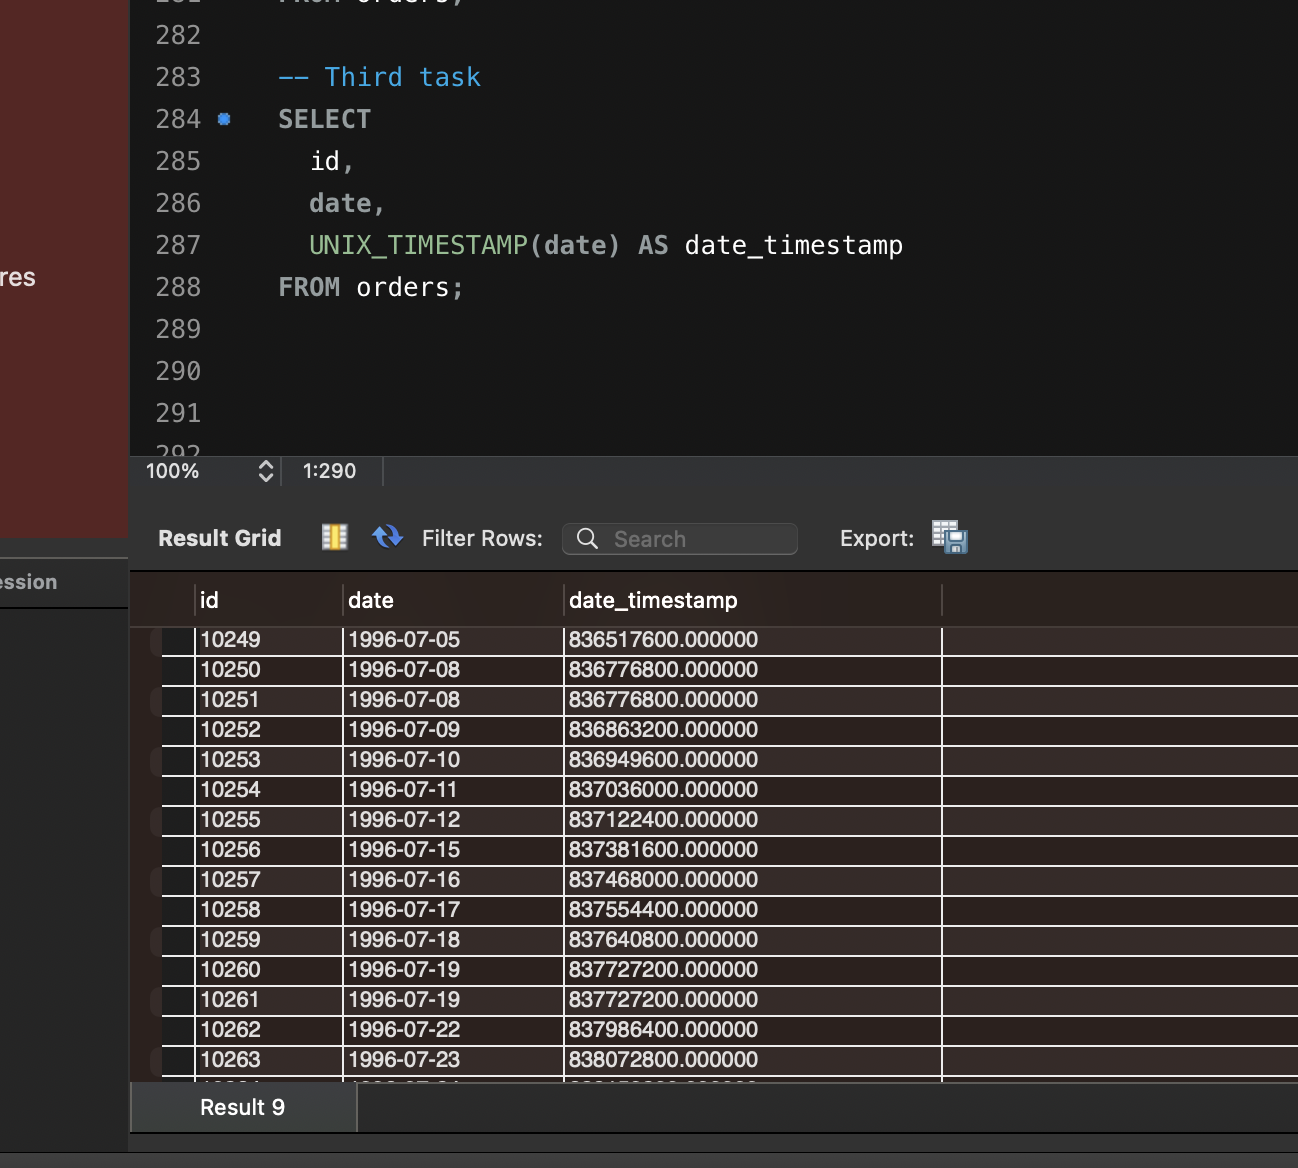 281 FROM orders;
282
283 -- Third task
284 SELECT
285 id,
286 date,
287 UNIX_TIMESTAMP(date) AS date_timestamp
288 FROM orders;
289
290
291
292
res
100% 1:290
Result Grid Filter Rows: Search Export:
ession
id date date_timestamp
10249 1996-07-05 836517600.000000
10250 1996-07-08 836776800.000000
10251 1996-07-08 836776800.000000
10252 1996-07-09 836863200.000000
10253 1996-07-10 836949600.000000
10254 1996-07-11 837036000.000000
10255 1996-07-12 837122400.000000
10256 1996-07-15 837381600.000000
10257 1996-07-16 837468000.000000
10258 1996-07-17 837554400.000000
10259 1996-07-18 837640800.000000
10260 1996-07-19 837727200.000000
10261 1996-07-19 837727200.000000
10262 1996-07-22 837986400.000000
10263 1996-07-23 838072800.000000
Result 9